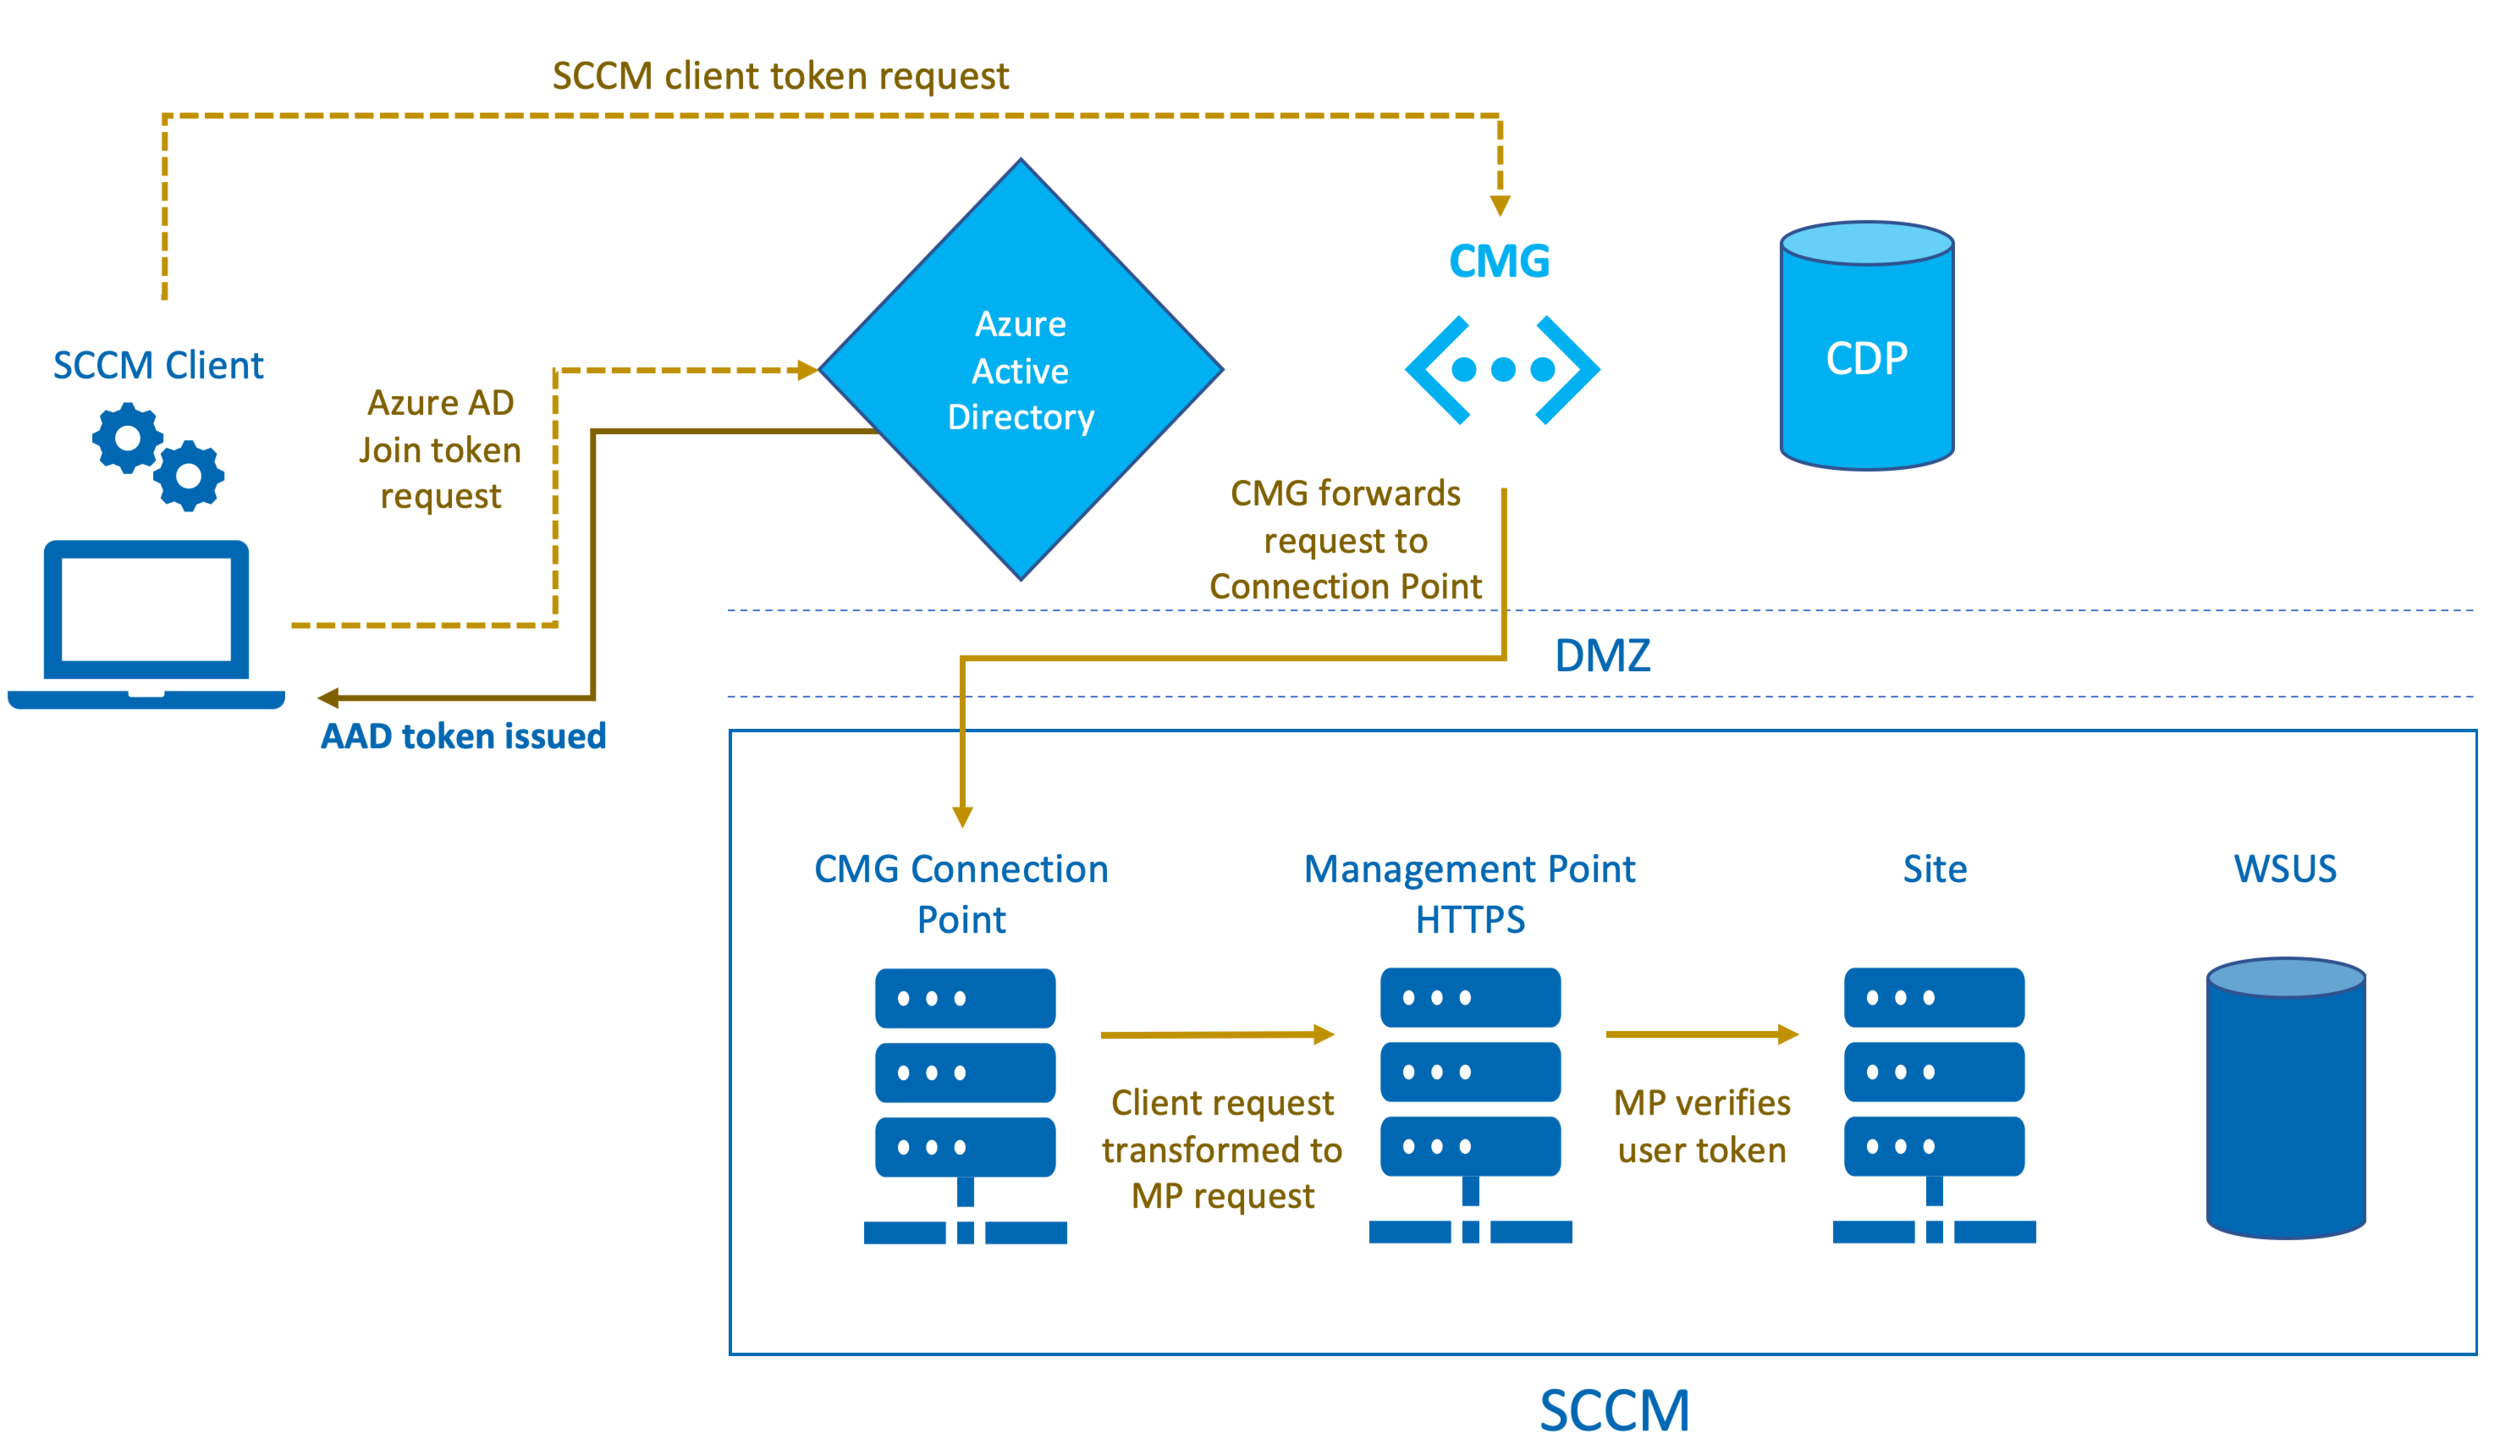 SCCM client token request
CMG
SCCM Client
Azure
Active
Directory
CDP
Azure AD
Join token
request
CMG forwards
request to
Connection Point
DMZ
AAD token issued
CMG Connection
Point
Management Point
HTTPS
Site
WSUS
Client request
transformed to
MP request
MP verifies
user token
SCCM